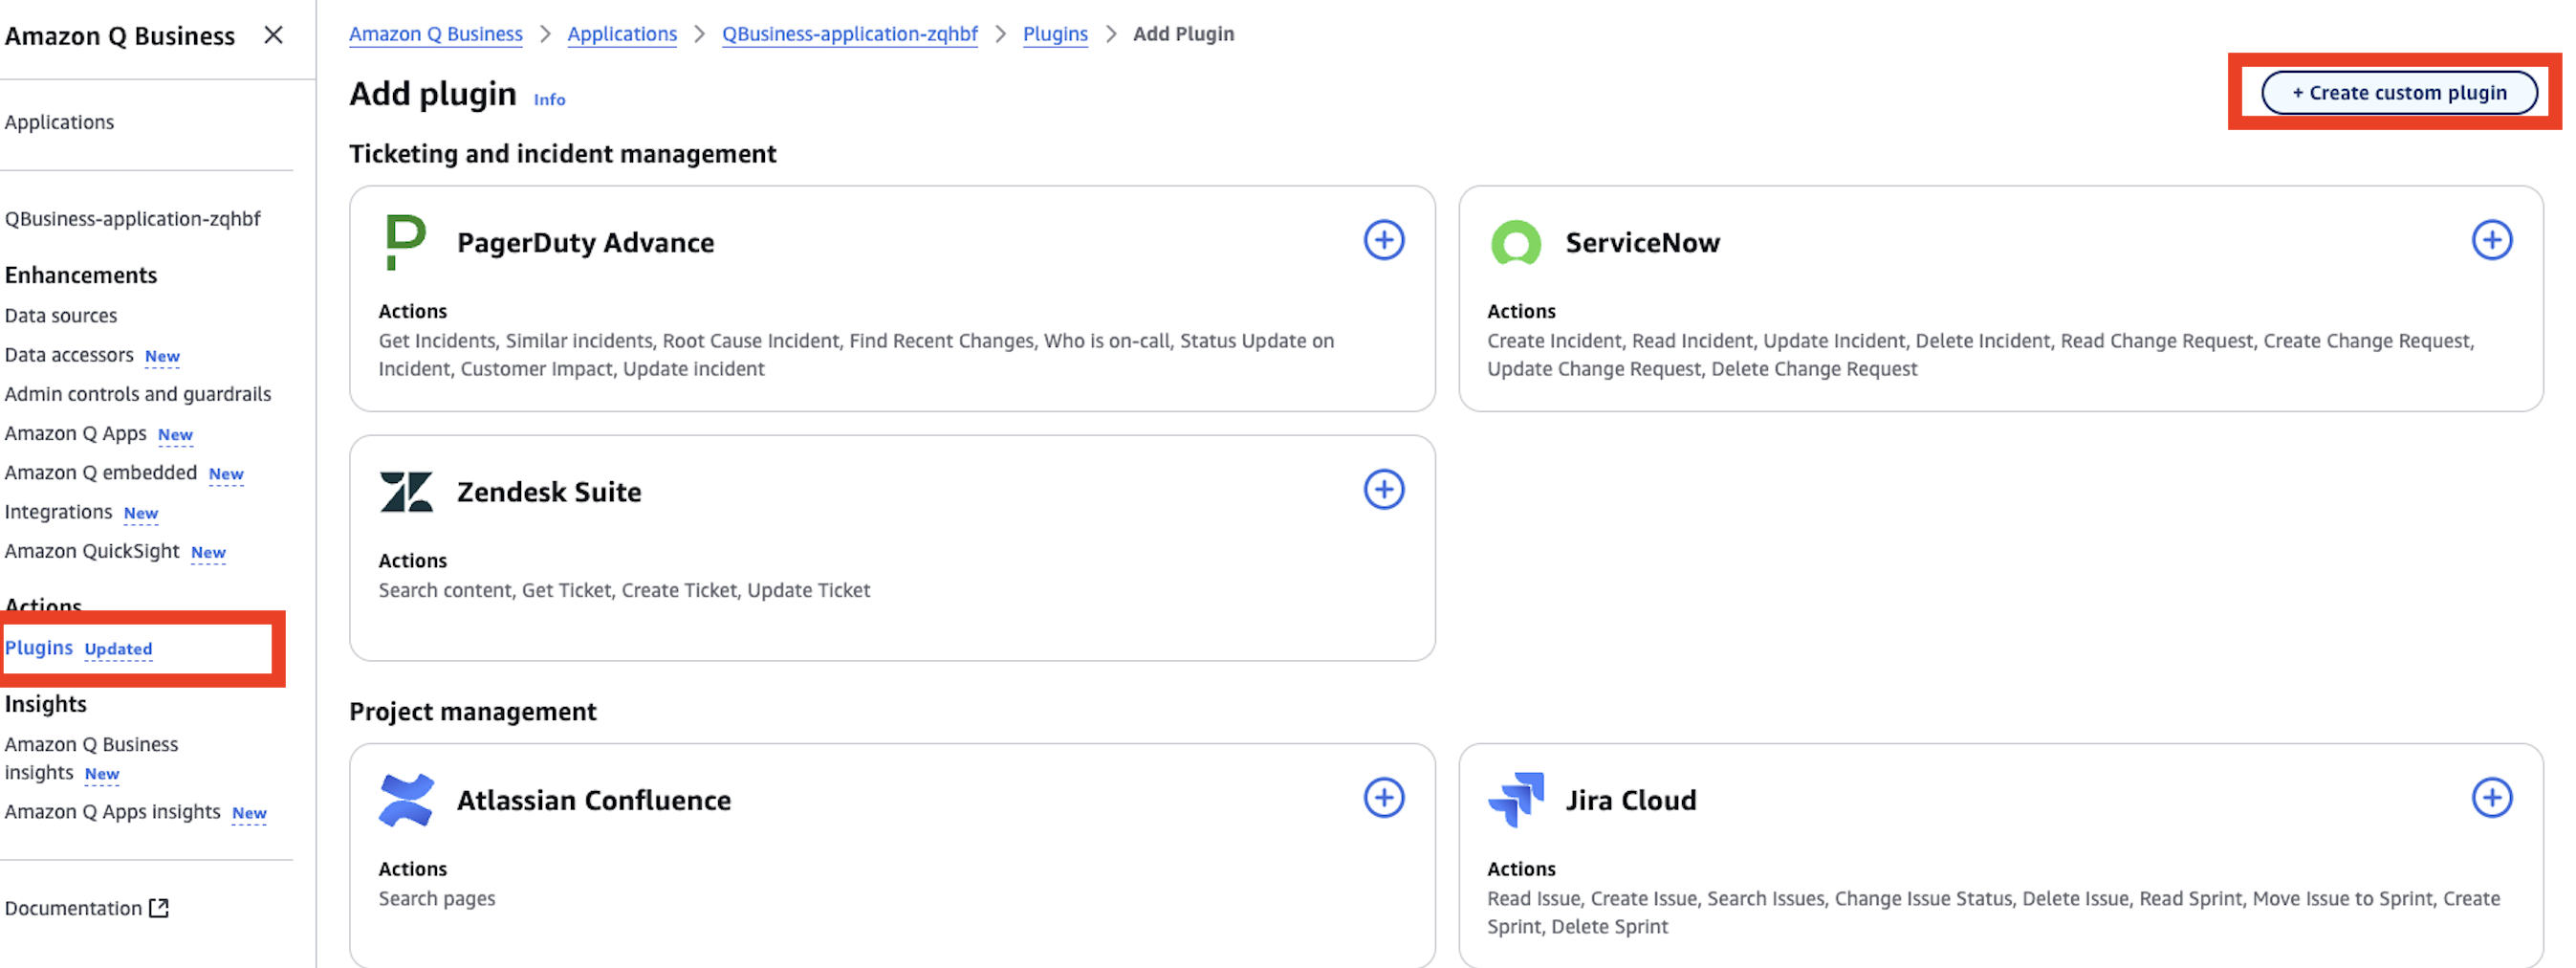 Amazon Q Business
Applications
QBusiness-application-zqhbf
Enhancements
Data sources
Data accessors New
Admin controls and guardrails
Amazon Q Apps New
Amazon Q embedded New
Integrations New
Amazon QuickSight New
Actions
Plugins Updated
Insights
Amazon Q Business
insights New
Amazon Q Apps insights New
Documentation
Amazon Q Business > Applications > QBusiness-application-zqhbf > Plugins > Add Plugin
Add plugin Info
+ Create custom plugin
Ticketing and incident management
PagerDuty Advance
Actions
Get Incidents, Similar incidents, Root Cause Incident, Find Recent Changes, Who is on-call, Status Update on
Incident, Customer Impact, Update incident
ServiceNow
Actions
Create Incident, Read Incident, Update Incident, Delete Incident, Read Change Request, Create Change Request,
Update Change Request, Delete Change Request
Zendesk Suite
Actions
Search content, Get Ticket, Create Ticket, Update Ticket
Project management
Atlassian Confluence
Actions
Search pages
Jira Cloud
Actions
Read Issue, Create Issue, Search Issues, Change Issue Status, Delete Issue, Read Sprint, Move Issue to Sprint, Create
Sprint, Delete Sprint